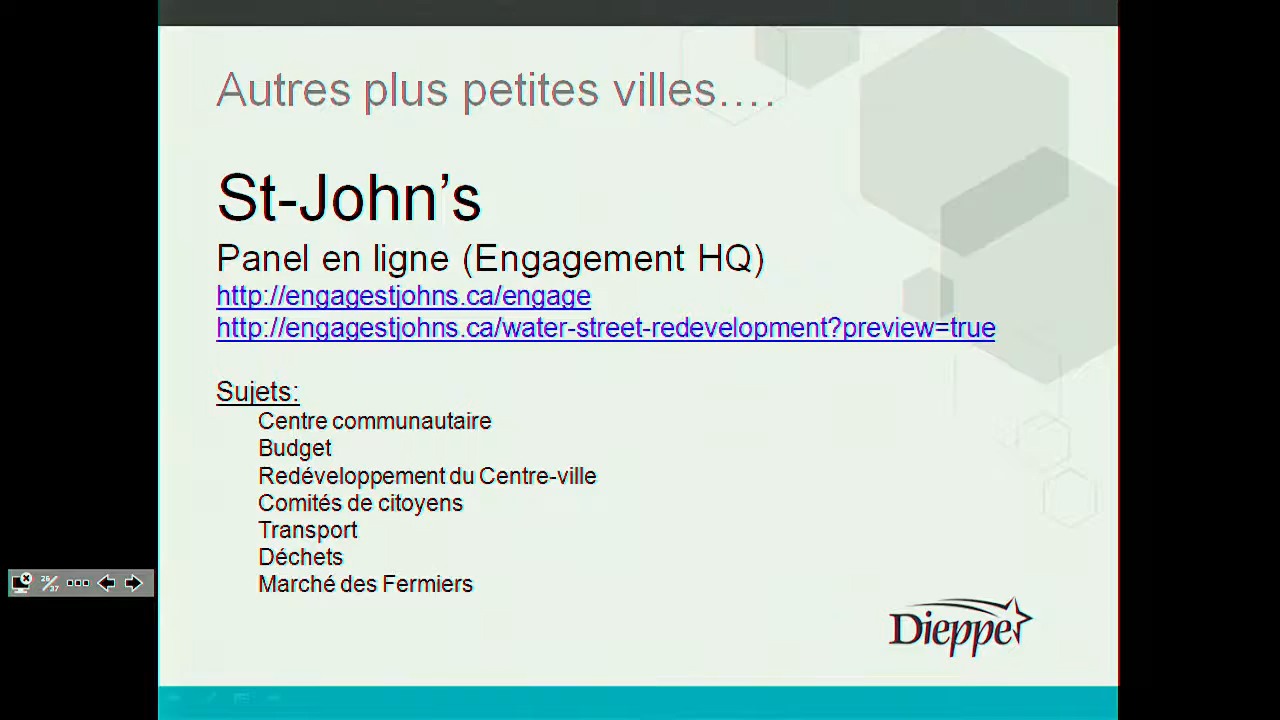 Autres plus petites villes….
St-John's
Panel en ligne (Engagement HQ)
http://engagestjohns.ca/engage
http://engagestjohns.ca/water-street-redevelopment?preview=true
Sujets:
Centre communautaire
Budget
Redéveloppement du Centre-ville
Comités de citoyens
Transport
Déchets
Marché des Fermiers
26/37
Dieppe